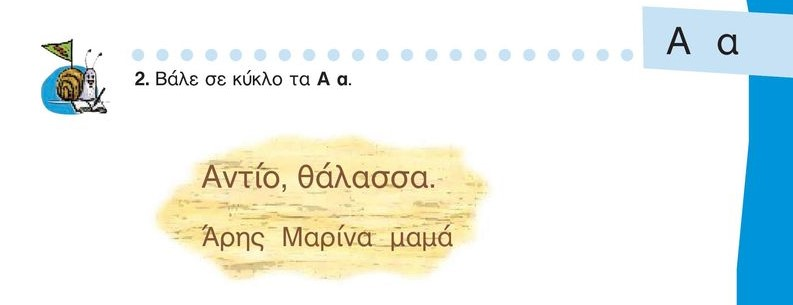 Α α
2. Βάλε σε κύκλο τα Α α.
Αντίο, θάλασσα.
Άρης Μαρίνα μαμά